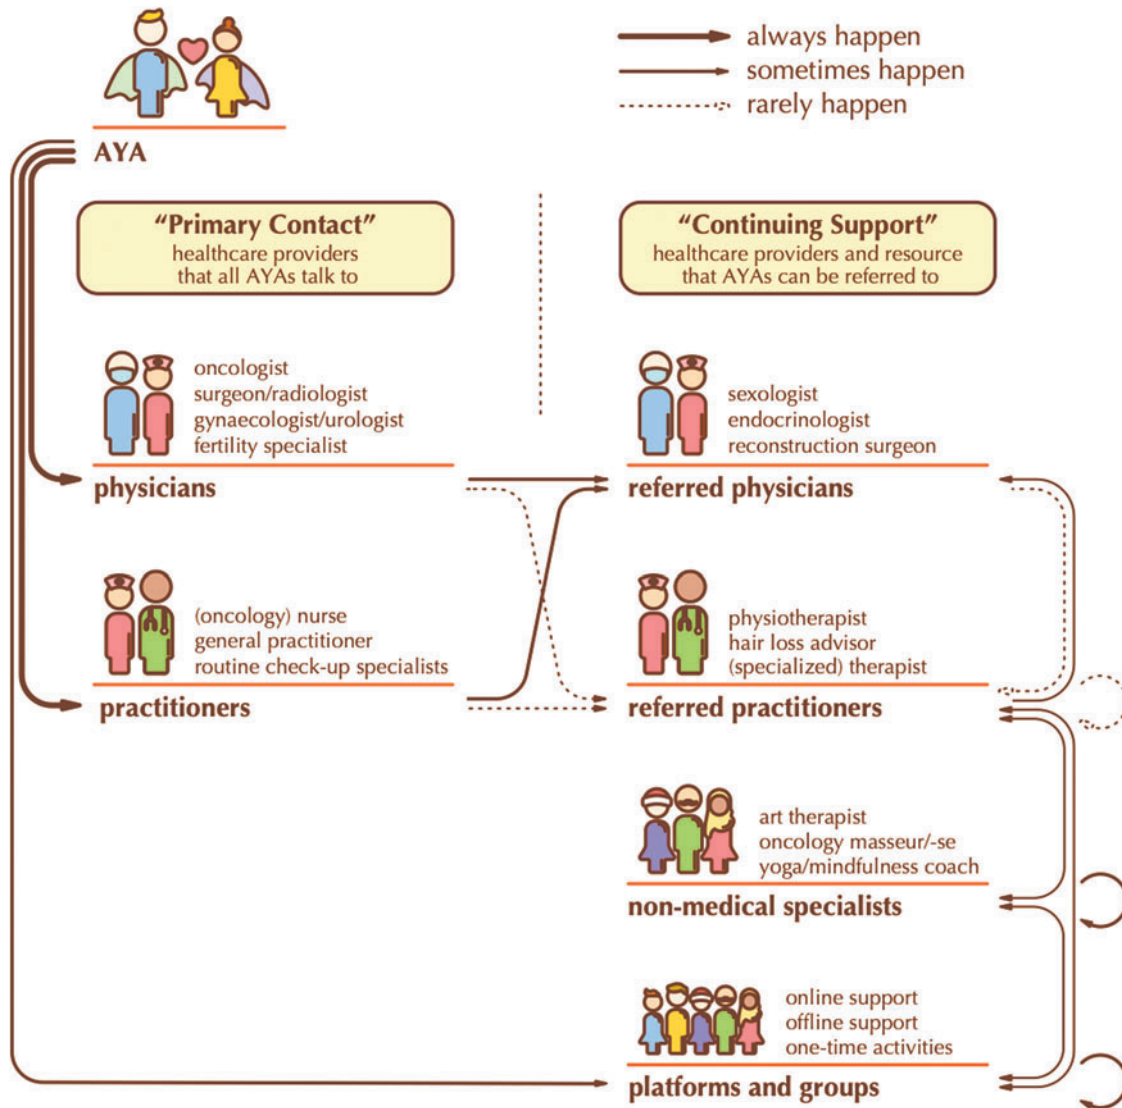 always happen
sometimes happen
rarely happen
AYA
“Primary Contact”
healthcare providers
that all AYAs talk to
“Continuing Support”
healthcare providers and resource
that AYAs can be referred to
oncologist
surgeon/radiologist
gynaecologist/urologist
fertility specialist
physicians
sexologist
endocrinologist
reconstruction surgeon
referred physicians
(oncology) nurse
general practitioner
routine check-up specialists
practitioners
physiotherapist
hair loss advisor
(specialized) therapist
referred practitioners
art therapist
oncology masseur/-se
yoga/mindfulness coach
non-medical specialists
online support
offline support
one-time activities
platforms and groups